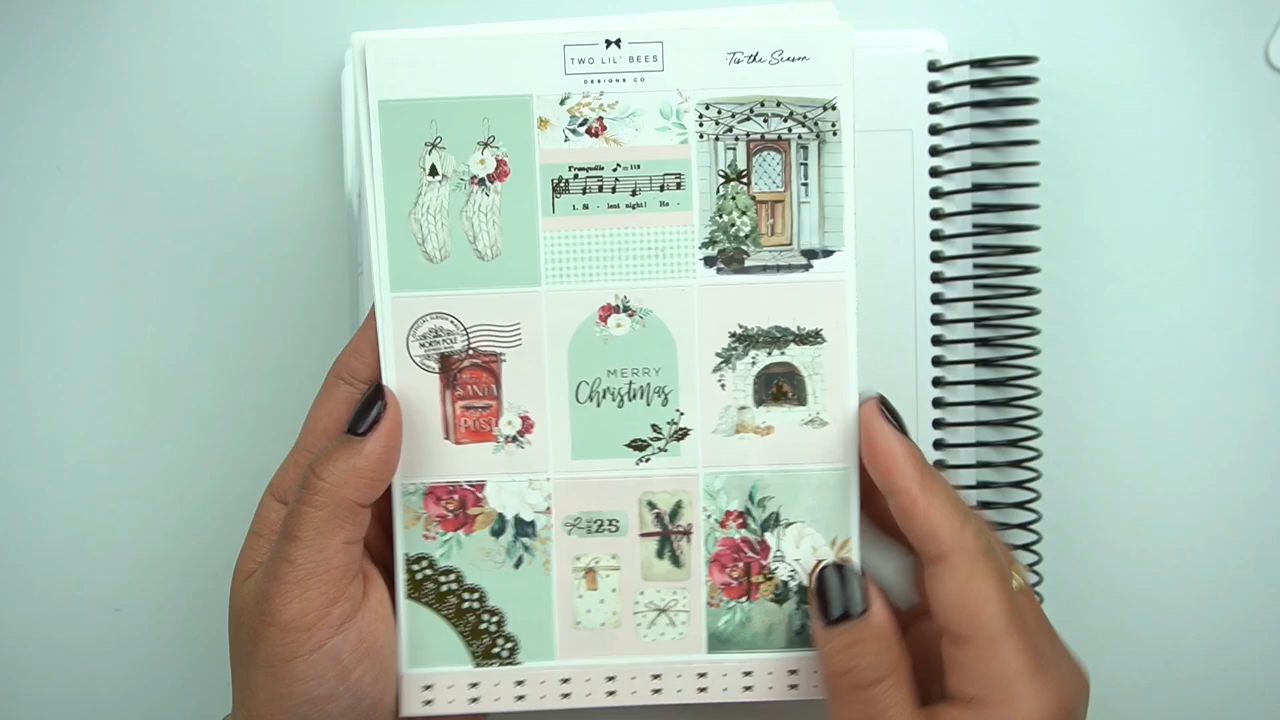 TWO LIL' BEES
DESIGNS CO
'Tis the Season
Tranquillo ♪=118
1. Si - lent night! Ho -
NORTH POLE
SANTA
POST
MERRY
Christmas
25